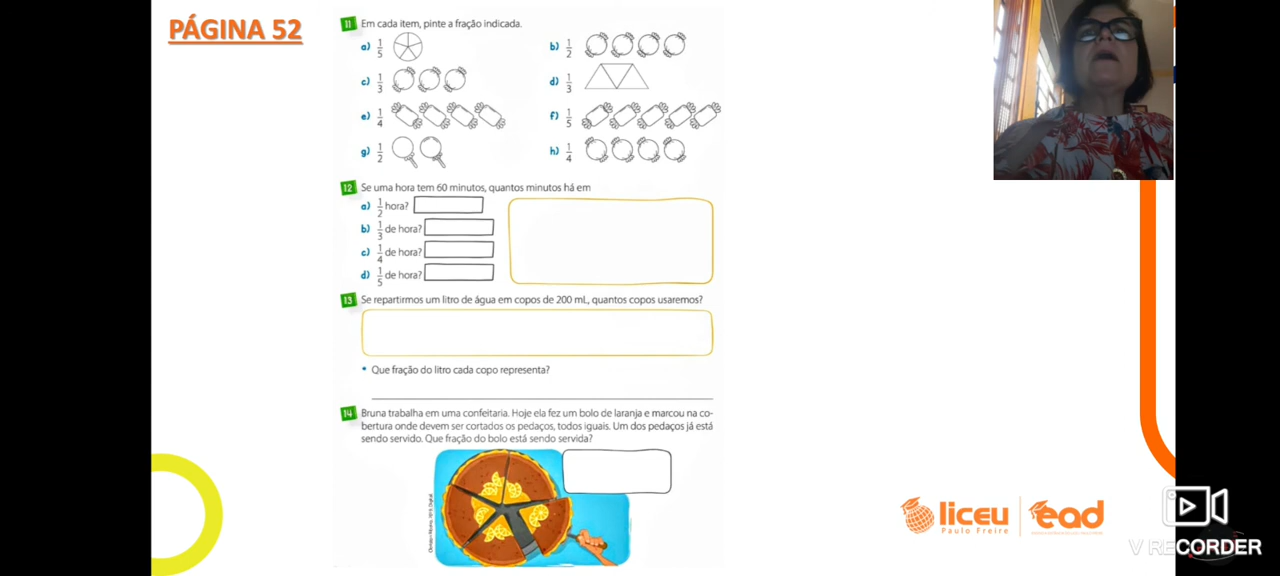 PÁGINA 52
11 Em cada item, pinte a fração indicada.
a) 1/5
b) 1/2
c) 1/3
d) 1/3
e) 1/4
f) 1/5
g) 1/2
h) 1/4
12 Se uma hora tem 60 minutos, quantos minutos há em
a) 1/2 hora?
b) 1/3 de hora?
c) 1/4 de hora?
d) 1/5 de hora?
13 Se repartirmos um litro de água em copos de 200 mL, quantos copos usaremos?
• Que fração do litro cada copo representa?
14 Bruna trabalha em uma confeitaria. Hoje ela fez um bolo de laranja e marcou na co-
bertura onde devem ser cortados os pedaços, todos iguais. Um dos pedaços já está
sendo servido. Que fração do bolo está sendo servida?
liceu
Paulo Freire
ead
V RECORDER